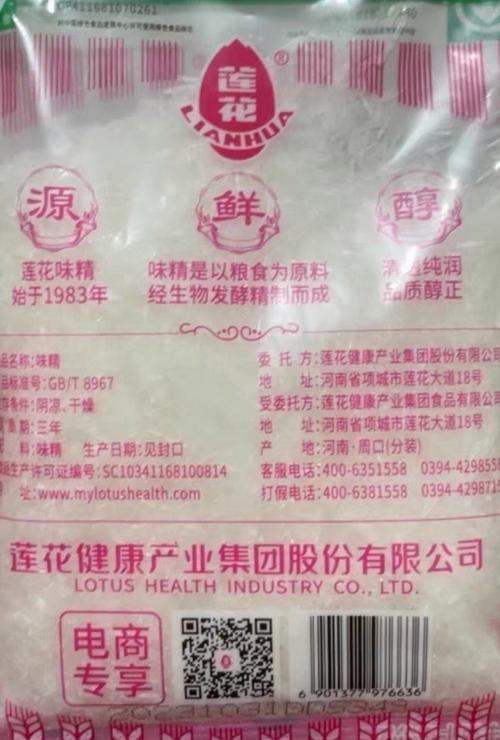 莲花
®
LIANHUA
源
鲜
醇
莲花味精
始于1983年
味精是以粮食为原料
经生物发酵精制而成
清透纯润
品质醇正
品名称:味精
品标准号:GB/T 8967
存条件:阴凉、干燥
质期:三年
料:味精 生产日期:见封口
品生产许可证编号:SC10341168100814
址:www.mylotushealth.com
委 托 方:莲花健康产业集团股份有限公司
地 址:河南省项城市莲花大道18号
受委托方:莲花健康产业集团食品有限公
地 址:河南省项城市莲花大道18号
产 地:河南·周口(分装)
客服电话:400-6351558 0394-429855
打假电话:400-6381558 0394-42987
莲花健康产业集团股份有限公司
LOTUS HEALTH INDUSTRY CO., LTD.
电商
专享
6 901377 976636